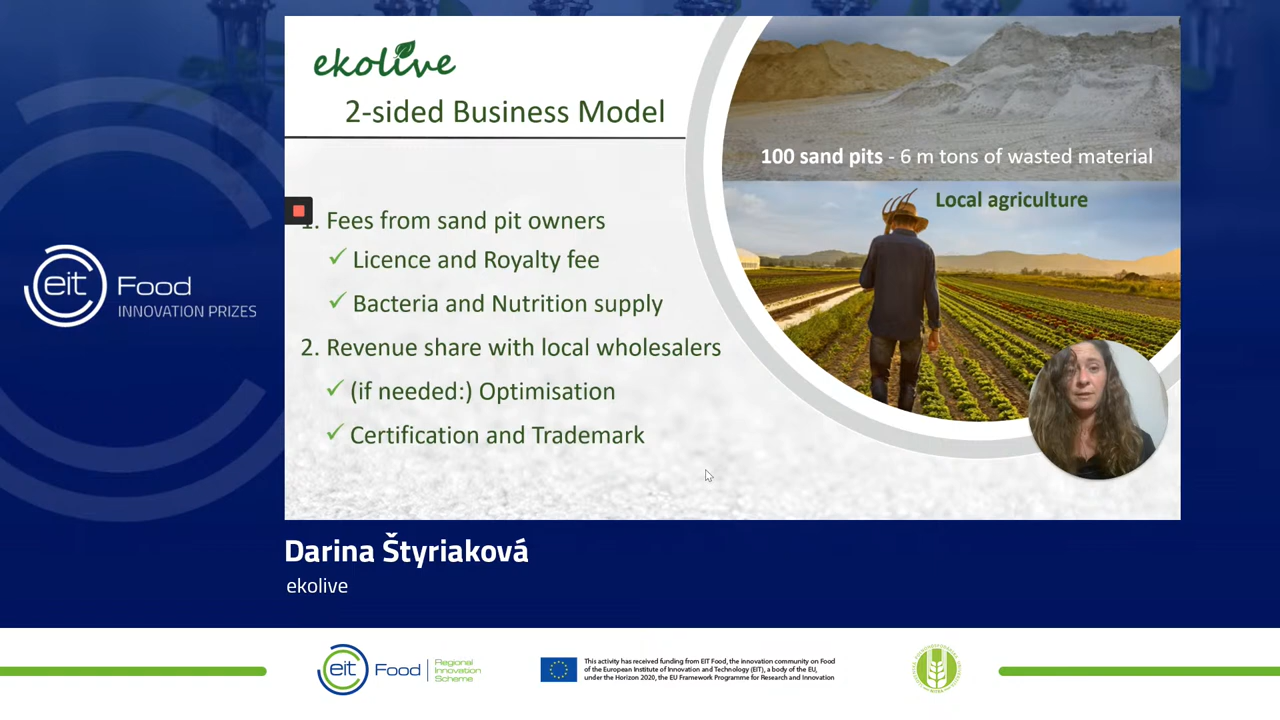 ekolive
2-sided Business Model
100 sand pits - 6 m tons of wasted material
Local agriculture
1. Fees from sand pit owners
Licence and Royalty fee
Bacteria and Nutrition supply
2. Revenue share with local wholesalers
(if needed:) Optimisation
Certification and Trademark
eit Food
INNOVATION PRIZES
Darina Štyriaková
ekolive
eit Food
Regional
Innovation
Scheme
This activity has received funding from EIT Food, the innovation community on Food
of the European Institute of Innovation and Technology (EIT), a body of the EU,
under the Horizon 2020, the EU Framework Programme for Research and Innovation